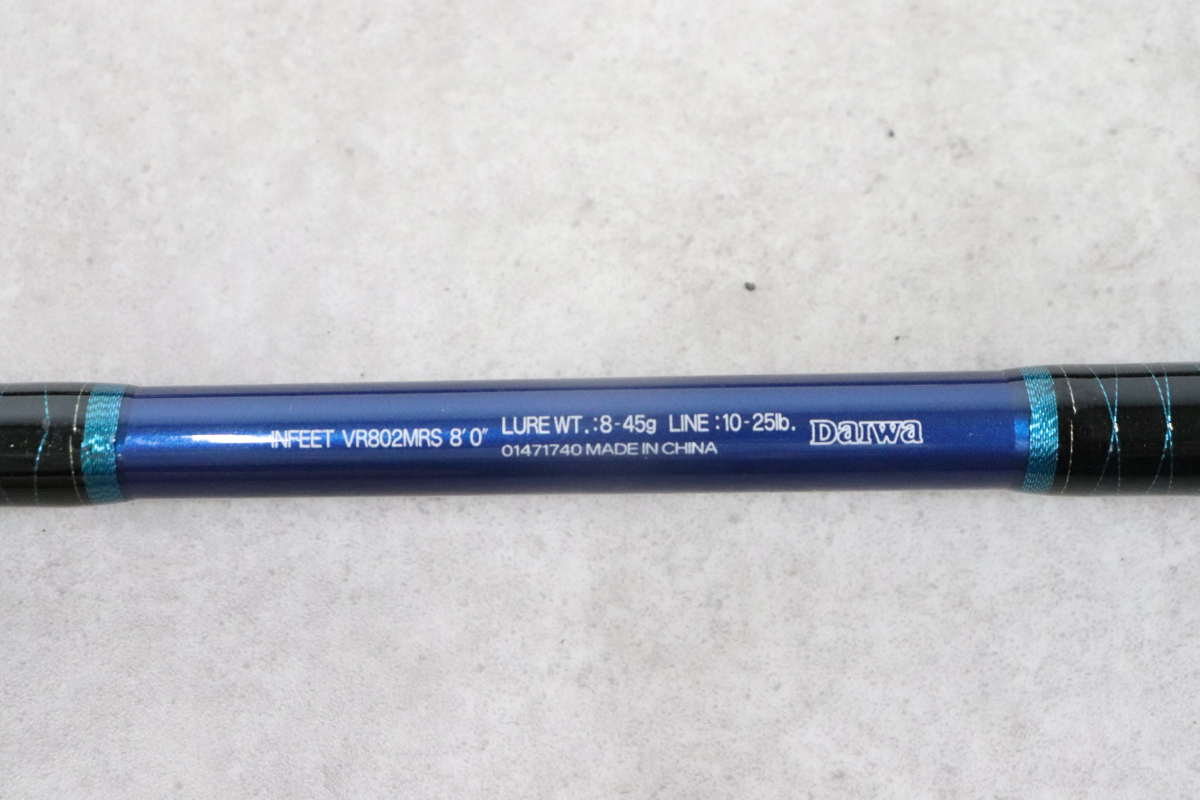 INFEET VR802MRS 8'0" LURE WT.:8-45g LINE:10-25lb. Daiwa
01471740 MADE IN CHINA